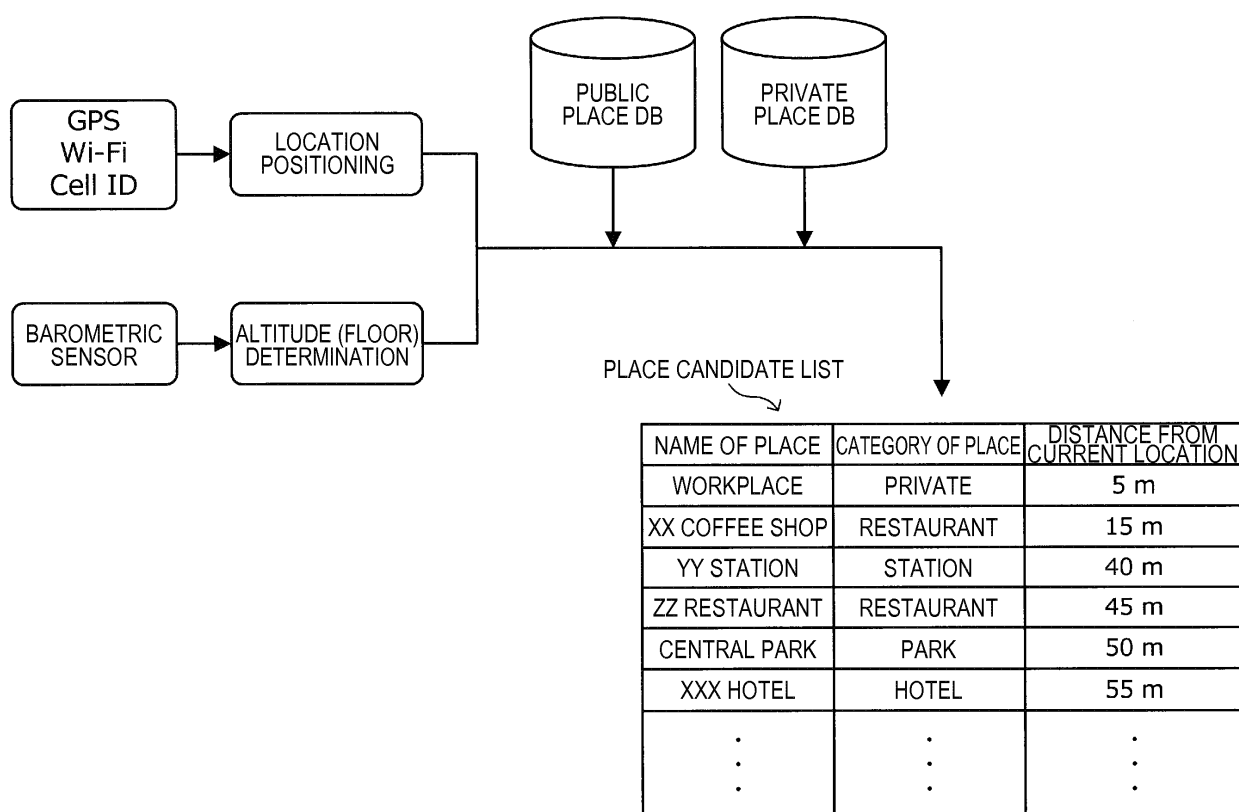 PUBLIC
PLACE DB
PRIVATE
PLACE DB
GPS
Wi-Fi
Cell ID
LOCATION
POSITIONING
BAROMETRIC
SENSOR
ALTITUDE (FLOOR)
DETERMINATION
PLACE CANDIDATE LIST
NAME OF PLACE CATEGORY OF PLACE DISTANCE FROM
CURRENT LOCATION
WORKPLACE PRIVATE 5 m
XX COFFEE SHOP RESTAURANT 15 m
YY STATION STATION 40 m
ZZ RESTAURANT RESTAURANT 45 m
CENTRAL PARK PARK 50 m
XXX HOTEL HOTEL 55 m